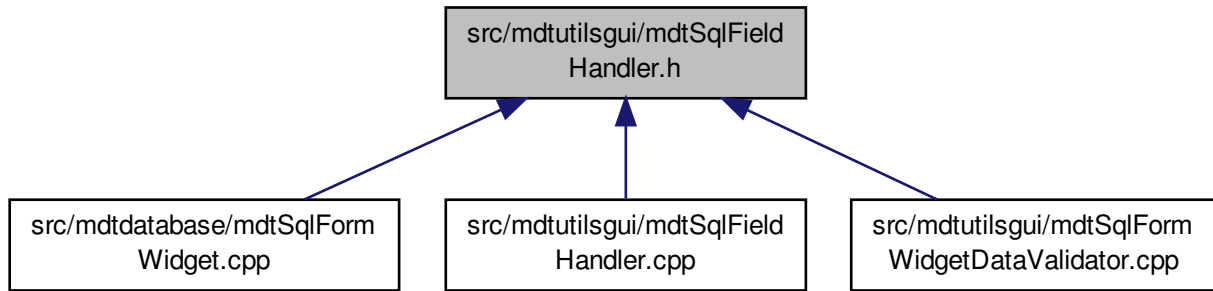 src/mdtutilsgui/mdtSqlField
Handler.h
src/mdtdatabase/mdtSqlForm
Widget.cpp
src/mdtutilsgui/mdtSqlField
Handler.cpp
src/mdtutilsgui/mdtSqlForm
WidgetDataValidator.cpp